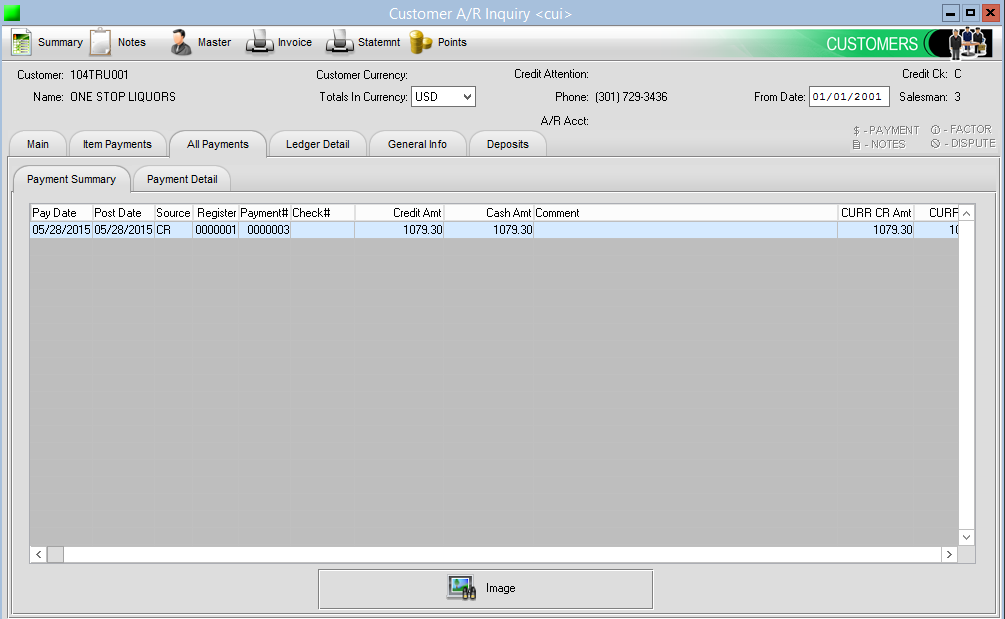 Customer A/R Inquiry <cui>
Summary Notes Master Invoice Statemnt Points CUSTOMERS
Customer: 104TRU001 Customer Currency: Credit Attention: Credit Ck: C
Name: ONE STOP LIQUORS Totals In Currency: USD Phone: (301) 729-3436 From Date: 01/01/2001 Salesman: 3
A/R Acct:
$ - PAYMENT - FACTOR
- NOTES - DISPUTE
Main Item Payments All Payments Ledger Detail General Info Deposits
Payment Summary Payment Detail
Pay Date Post Date Source Register Payment# Check# Credit Amt Cash Amt Comment CURR CR Amt CURF
05/28/2015 05/28/2015 CR 0000001 0000003 1079.30 1079.30 1079.30 10
Image